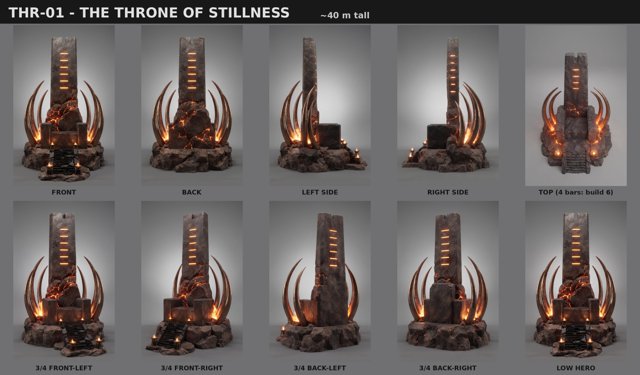 THR-01 - THE THRONE OF STILLNESS
~40 m tall
FRONT
BACK
LEFT SIDE
RIGHT SIDE
TOP (4 bars: build 6)
3/4 FRONT-LEFT
3/4 FRONT-RIGHT
3/4 BACK-LEFT
3/4 BACK-RIGHT
LOW HERO